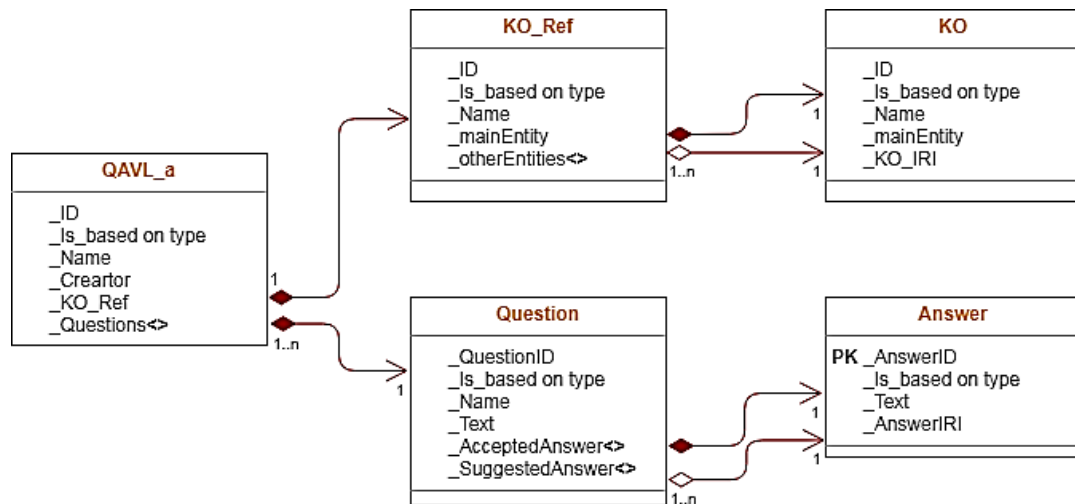 KO_Ref
_ID
_Is_based on type
_Name
_mainEntity
_otherEntities<>
1..n
1
1
KO
_ID
_Is_based on type
_Name
_mainEntity
_KO_IRI
QAVL_a
_ID
_Is_based on type
_Name
_Creartor
_KO_Ref
_Questions<>
1
1..n
1
Question
_QuestionID
_Is_based on type
_Name
_Text
_AcceptedAnswer<>
_SuggestedAnswer<>
1..n
1
1
Answer
PK _AnswerID
_Is_based on type
_Text
_AnswerIRI